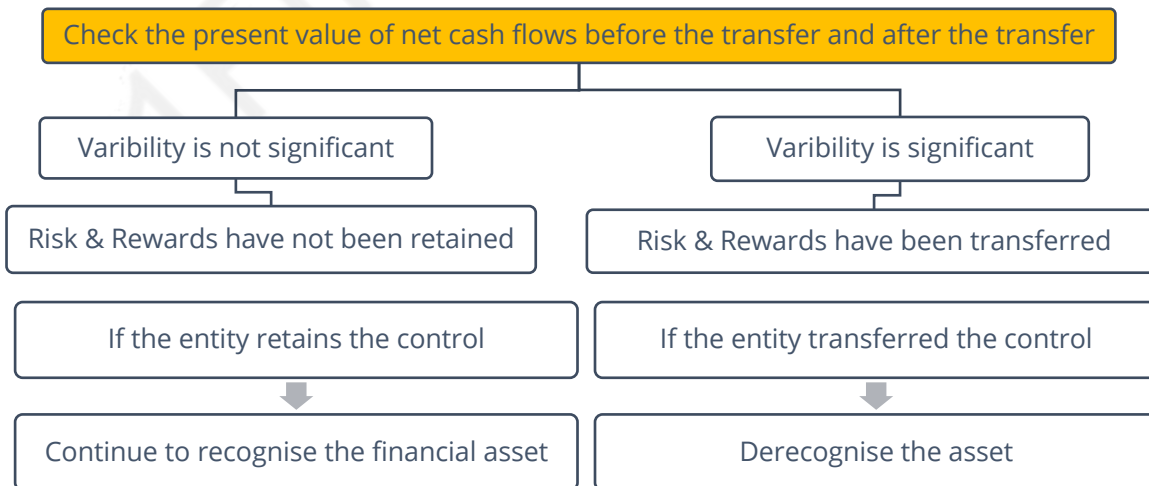 Check the present value of net cash flows before the transfer and after the transfer
Varibility is not significant
Varibility is significant
Risk & Rewards have not been retained
Risk & Rewards have been transferred
If the entity retains the control
If the entity transferred the control
Continue to recognise the financial asset
Derecognise the asset